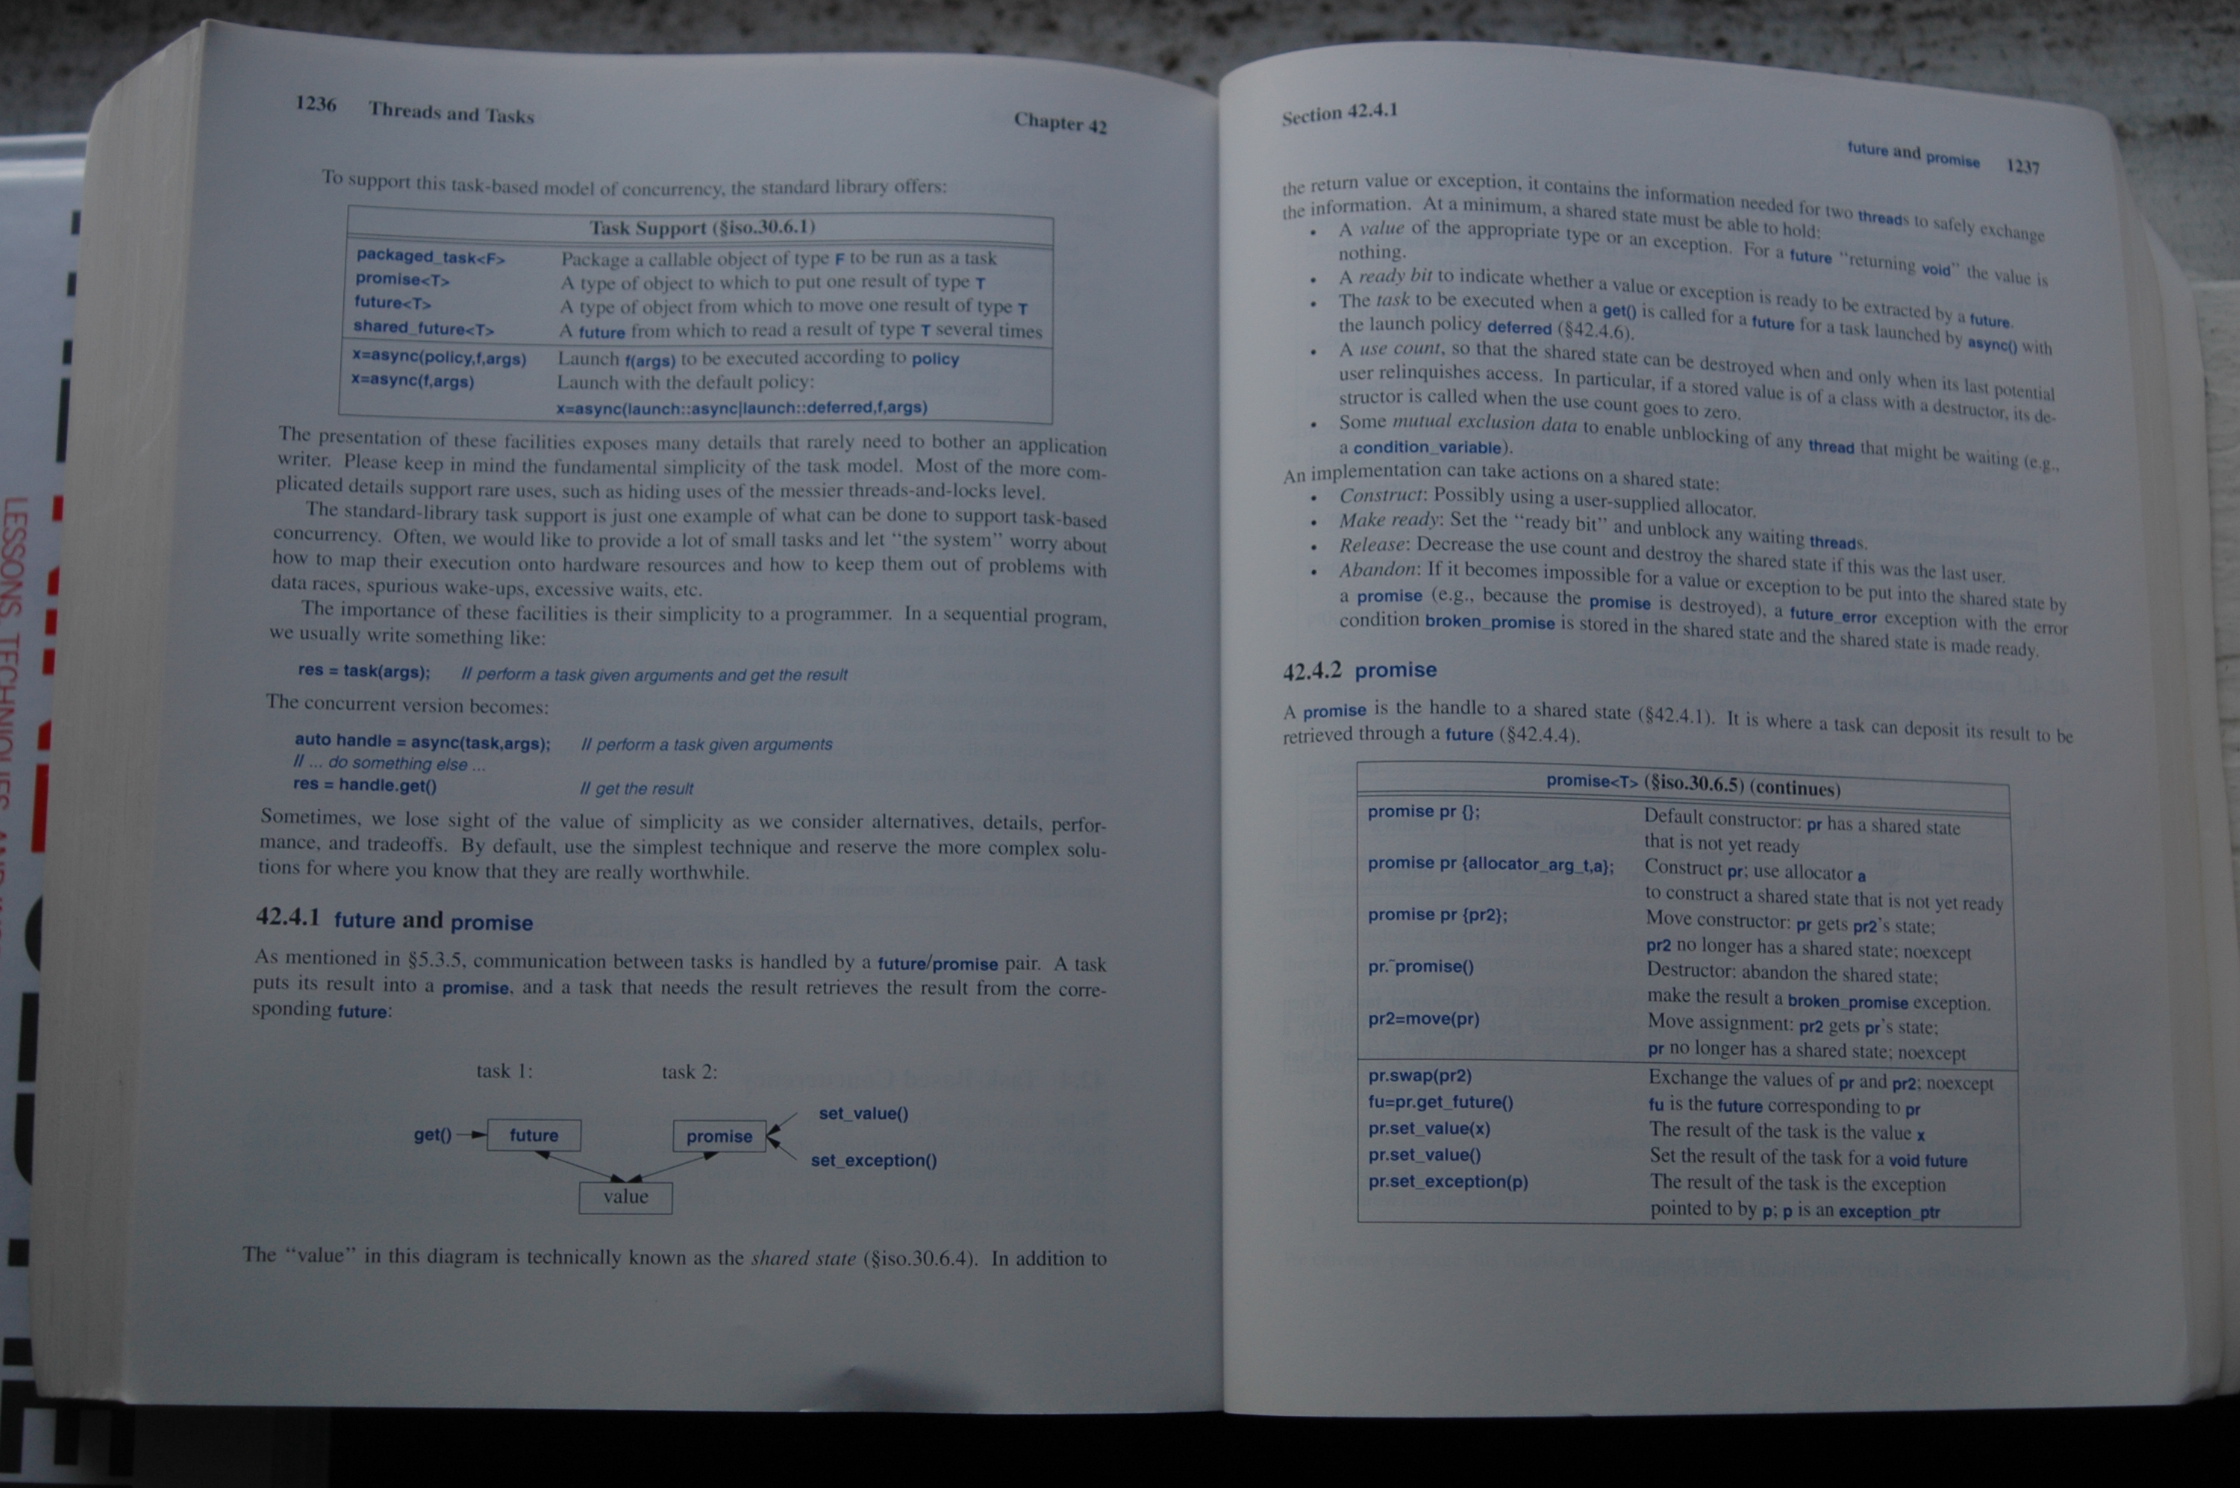 1236 Threads and Tasks Chapter 42
To support this task-based model of concurrency, the standard library offers:
Task Support (§iso.30.6.1)
packaged_task<F> Package a callable object of type F to be run as a task
promise<T> A type of object to which to put one result of type T
future<T> A type of object from which to move one result of type T
shared_future<T> A future from which to read a result of type T several times
x=async(policy,f,args) Launch f(args) to be executed according to policy
x=async(f,args) Launch with the default policy:
x=async(launch::async|launch::deferred,f,args)
The presentation of these facilities exposes many details that rarely need to bother an application
writer. Please keep in mind the fundamental simplicity of the task model. Most of the more com-
plicated details support rare uses, such as hiding uses of the messier threads-and-locks level.
The standard-library task support is just one example of what can be done to support task-based
concurrency. Often, we would like to provide a lot of small tasks and let “the system” worry about
how to map their execution onto hardware resources and how to keep them out of problems with
data races, spurious wake-ups, excessive waits, etc.
The importance of these facilities is their simplicity to a programmer. In a sequential program,
we usually write something like:
res = task(args); // perform a task given arguments and get the result
The concurrent version becomes:
auto handle = async(task,args); // perform a task given arguments
// ... do something else ...
res = handle.get() // get the result
Sometimes, we lose sight of the value of simplicity as we consider alternatives, details, perfor-
mance, and tradeoffs. By default, use the simplest technique and reserve the more complex solu-
tions for where you know that they are really worthwhile.
42.4.1 future and promise
As mentioned in §5.3.5, communication between tasks is handled by a future/promise pair. A task
puts its result into a promise, and a task that needs the result retrieves the result from the corre-
sponding future:
task 1: task 2:
set_value()
get() future promise
set_exception()
value
The “value” in this diagram is technically known as the shared state (§iso.30.6.4). In addition to
Section 42.4.1 future and promise 1237
the return value or exception, it contains the information needed for two threads to safely exchange
the information. At a minimum, a shared state must be able to hold:
• A value of the appropriate type or an exception. For a future “returning void” the value is
nothing.
• A ready bit to indicate whether a value or exception is ready to be extracted by a future.
• The task to be executed when a get() is called for a future for a task launched by async() with
the launch policy deferred (§42.4.6).
• A use count, so that the shared state can be destroyed when and only when its last potential
user relinquishes access. In particular, if a stored value is of a class with a destructor, its de-
structor is called when the use count goes to zero.
• Some mutual exclusion data to enable unblocking of any thread that might be waiting (e.g.,
a condition_variable).
An implementation can take actions on a shared state:
• Construct: Possibly using a user-supplied allocator.
• Make ready: Set the “ready bit” and unblock any waiting threads.
• Release: Decrease the use count and destroy the shared state if this was the last user.
• Abandon: If it becomes impossible for a value or exception to be put into the shared state by
a promise (e.g., because the promise is destroyed), a future_error exception with the error
condition broken_promise is stored in the shared state and the shared state is made ready.
42.4.2 promise
A promise is the handle to a shared state (§42.4.1). It is where a task can deposit its result to be
retrieved through a future (§42.4.4).
promise<T> (§iso.30.6.5) (continues)
promise pr {}; Default constructor: pr has a shared state
that is not yet ready
promise pr {allocator_arg_t,a}; Construct pr; use allocator a
to construct a shared state that is not yet ready
promise pr {pr2}; Move constructor: pr gets pr2's state;
pr2 no longer has a shared state; noexcept
pr.~promise() Destructor: abandon the shared state;
make the result a broken_promise exception.
pr2=move(pr) Move assignment: pr2 gets pr's state;
pr no longer has a shared state; noexcept
pr.swap(pr2) Exchange the values of pr and pr2; noexcept
fu=pr.get_future() fu is the future corresponding to pr
pr.set_value(x) The result of the task is the value x
pr.set_value() Set the result of the task for a void future
pr.set_exception(p) The result of the task is the exception
pointed to by p; p is an exception_ptr
LESSONS, TECHNIQUES, AND